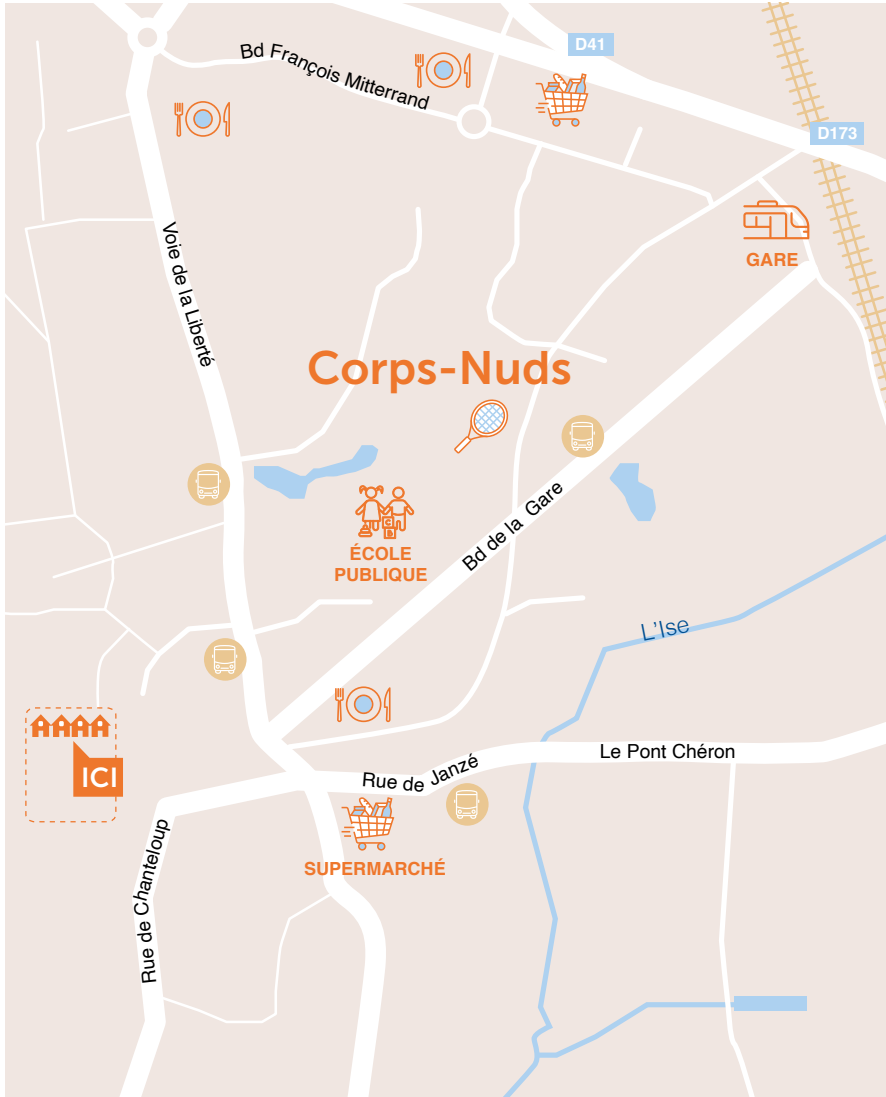 D41
Bd François Mitterrand
D173
GARE
Voie de la Liberté
Corps-Nuds
Bd de la Gare
ÉCOLE
PUBLIQUE
L'Ise
Le Pont Chéron
ICI
Rue de Janzé
SUPERMARCHÉ
Rue de Chanteloup